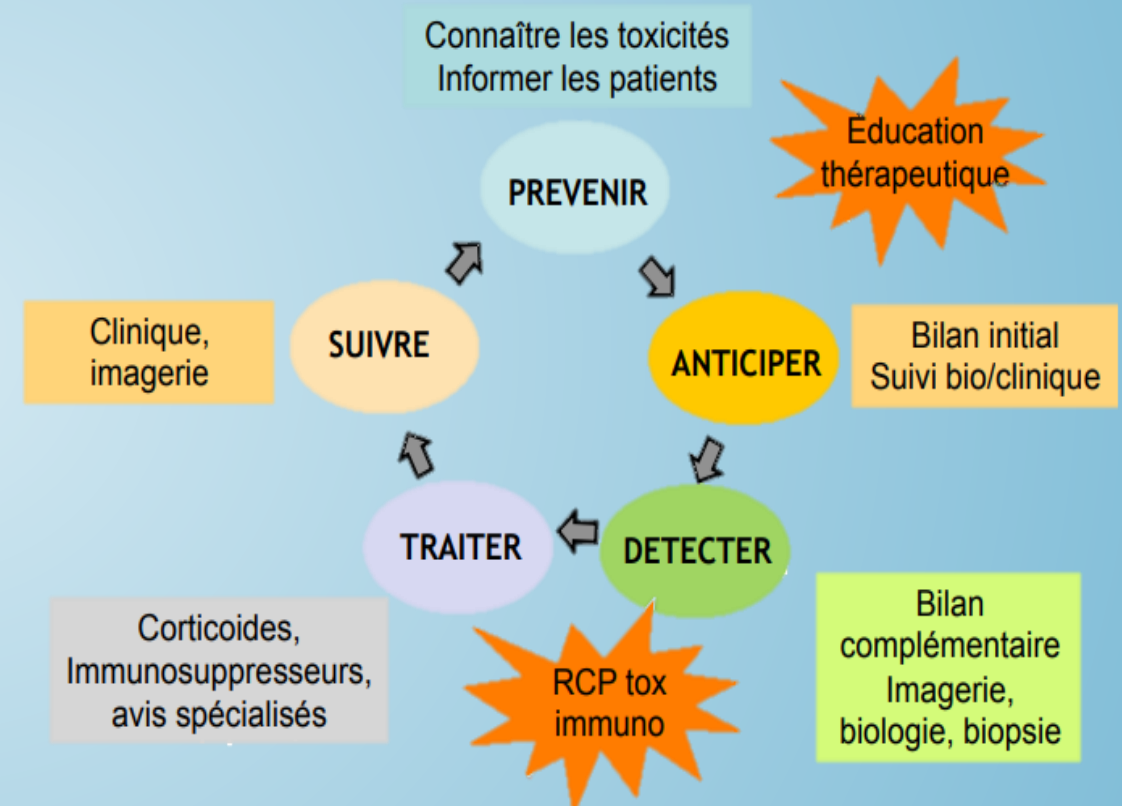 Connaître les toxicités
Informer les patients
Éducation
thérapeutique
PREVENIR
Clinique,
imagerie
SUIVRE
ANTICIPER
Bilan initial
Suivi bio/clinique
TRAITER
DETECTER
Corticoides,
Immunosuppresseurs,
avis spécialisés
RCP tox
immuno
Bilan
complémentaire
Imagerie,
biologie, biopsie